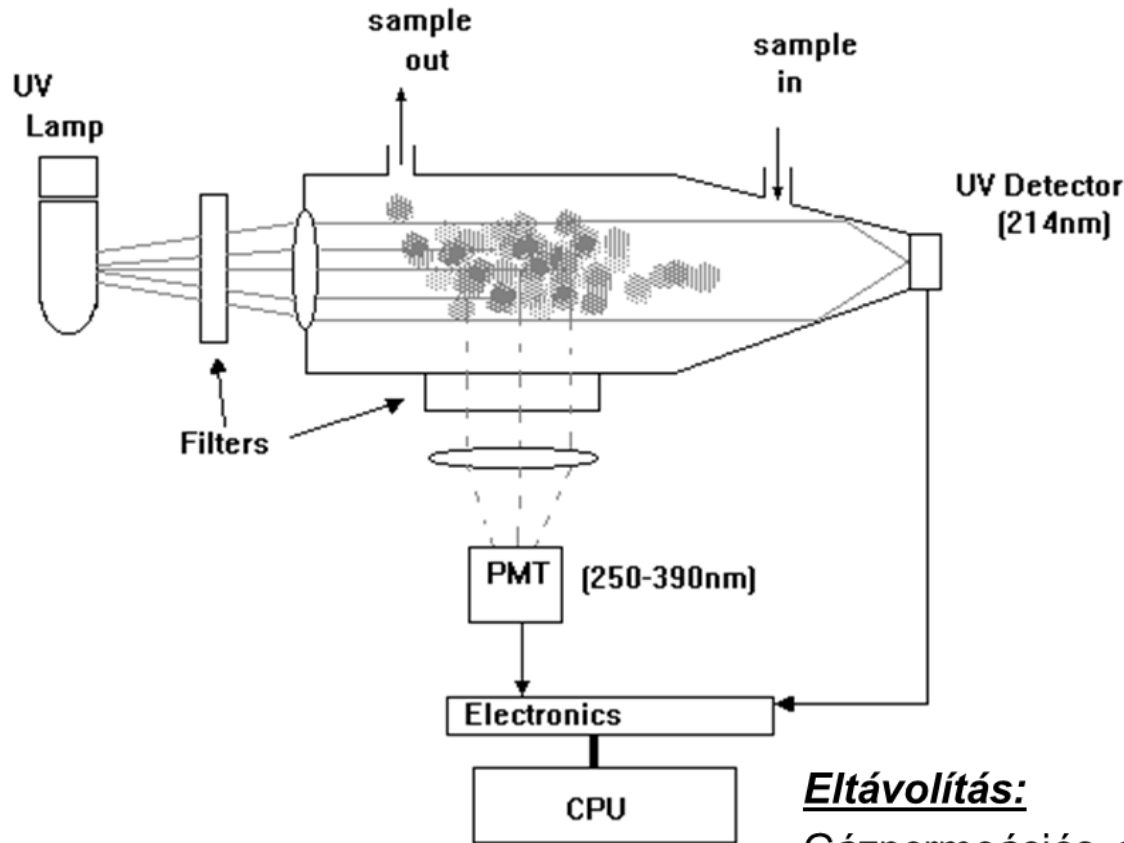 sample
out
sample
in
UV
Lamp
UV Detector
(214nm)
Filters
PMT
(250-390nm)
Electronics
CPU
Eltávolítás: